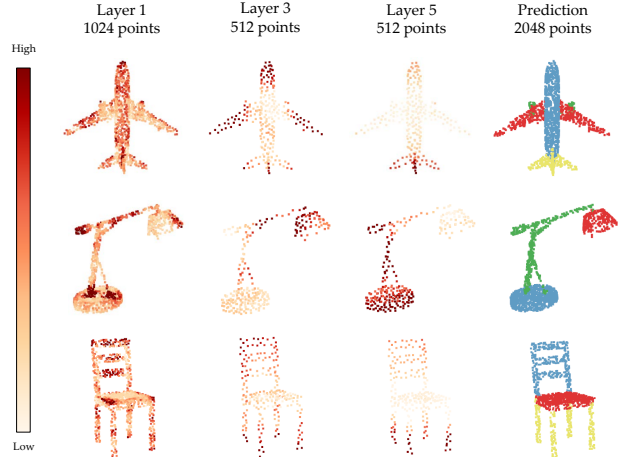 Layer 1
1024 points
Layer 3
512 points
Layer 5
512 points
Prediction
2048 points
High
Low